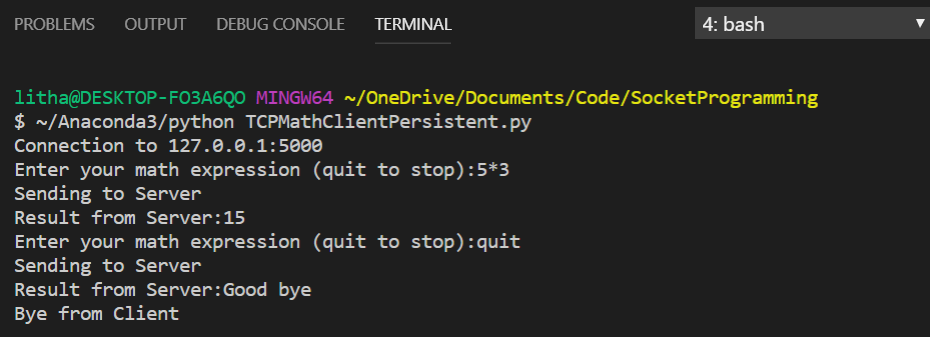 PROBLEMS OUTPUT DEBUG CONSOLE TERMINAL 4: bash
litha@DESKTOP-FO3A6QO MINGW64 ~/OneDrive/Documents/Code/SocketProgramming
$ ~/Anaconda3/python TCPMathClientPersistent.py
Connection to 127.0.0.1:5000
Enter your math expression (quit to stop):5*3
Sending to Server
Result from Server:15
Enter your math expression (quit to stop):quit
Sending to Server
Result from Server:Good bye
Bye from Client